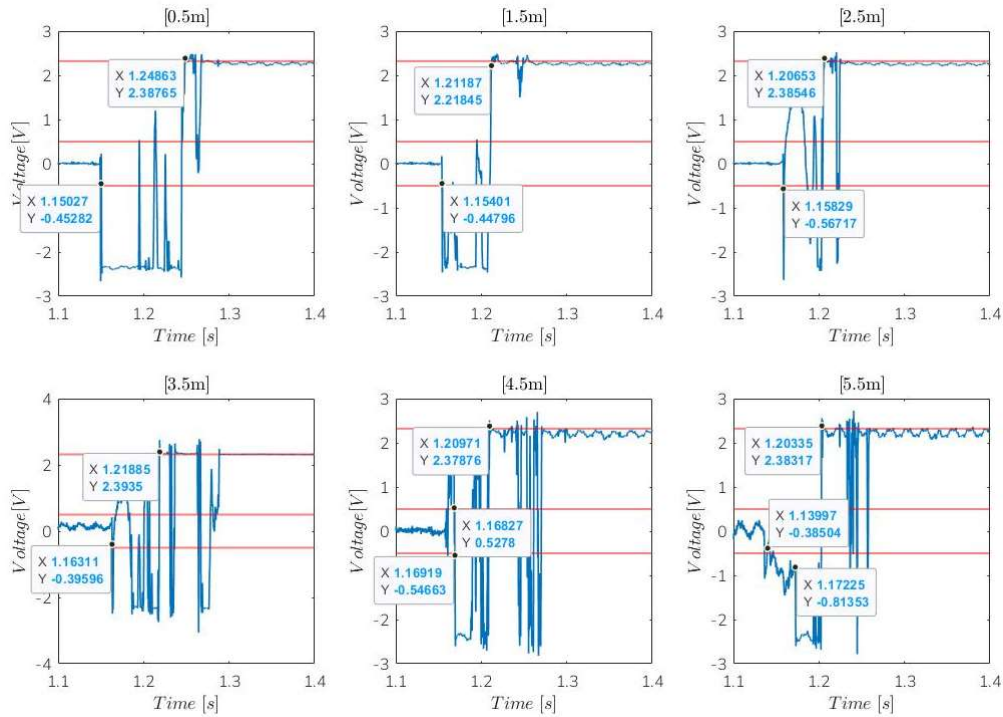 [0.5m]
3
2
1
0
-1
-2
-3
Voltage[V]
X 1.24863
Y 2.38765
X 1.15027
Y -0.45282
1.1
1.2
1.3
1.4
Time [s]
[1.5m]
3
2
1
0
-1
-2
-3
Voltage[V]
X 1.21187
Y 2.21845
X 1.15401
Y -0.44796
1.1
1.2
1.3
1.4
Time [s]
[2.5m]
3
2
1
0
-1
-2
-3
Voltage[V]
X 1.20653
Y 2.38546
X 1.15829
Y -0.56717
1.1
1.2
1.3
1.4
Time [s]
[3.5m]
4
2
0
-2
-4
Voltage[V]
X 1.21885
Y 2.3935
X 1.16311
Y -0.39596
1.1
1.2
1.3
1.4
Time [s]
[4.5m]
3
2
1
0
-1
-2
-3
Voltage[V]
X 1.20971
Y 2.37876
X 1.16827
Y 0.5278
X 1.16919
Y -0.54663
1.1
1.2
1.3
1.4
Time [s]
[5.5m]
3
2
1
0
-1
-2
-3
Voltage[V]
X 1.20335
Y 2.38317
X 1.13997
Y -0.38504
X 1.17225
Y -0.81353
1.1
1.2
1.3
1.4
Time [s]